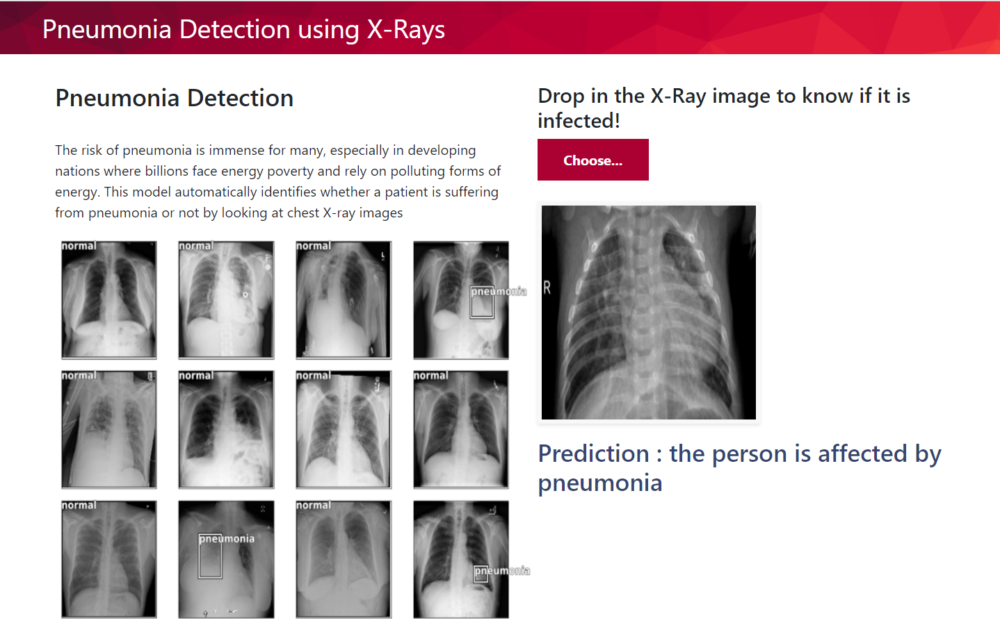 Pneumonia Detection using X-Rays
Pneumonia Detection
The risk of pneumonia is immense for many, especially in developing
nations where billions face energy poverty and rely on polluting forms of
energy. This model automatically identifies whether a patient is suffering
from pneumonia or not by looking at chest X-ray images
normal
normal
normal
L
pneumonia
normal
normal
normal
normal
normal
pneumonia
normal
pneumonia
Drop in the X-Ray image to know if it is
infected!
Choose...
R
Prediction : the person is affected by
pneumonia